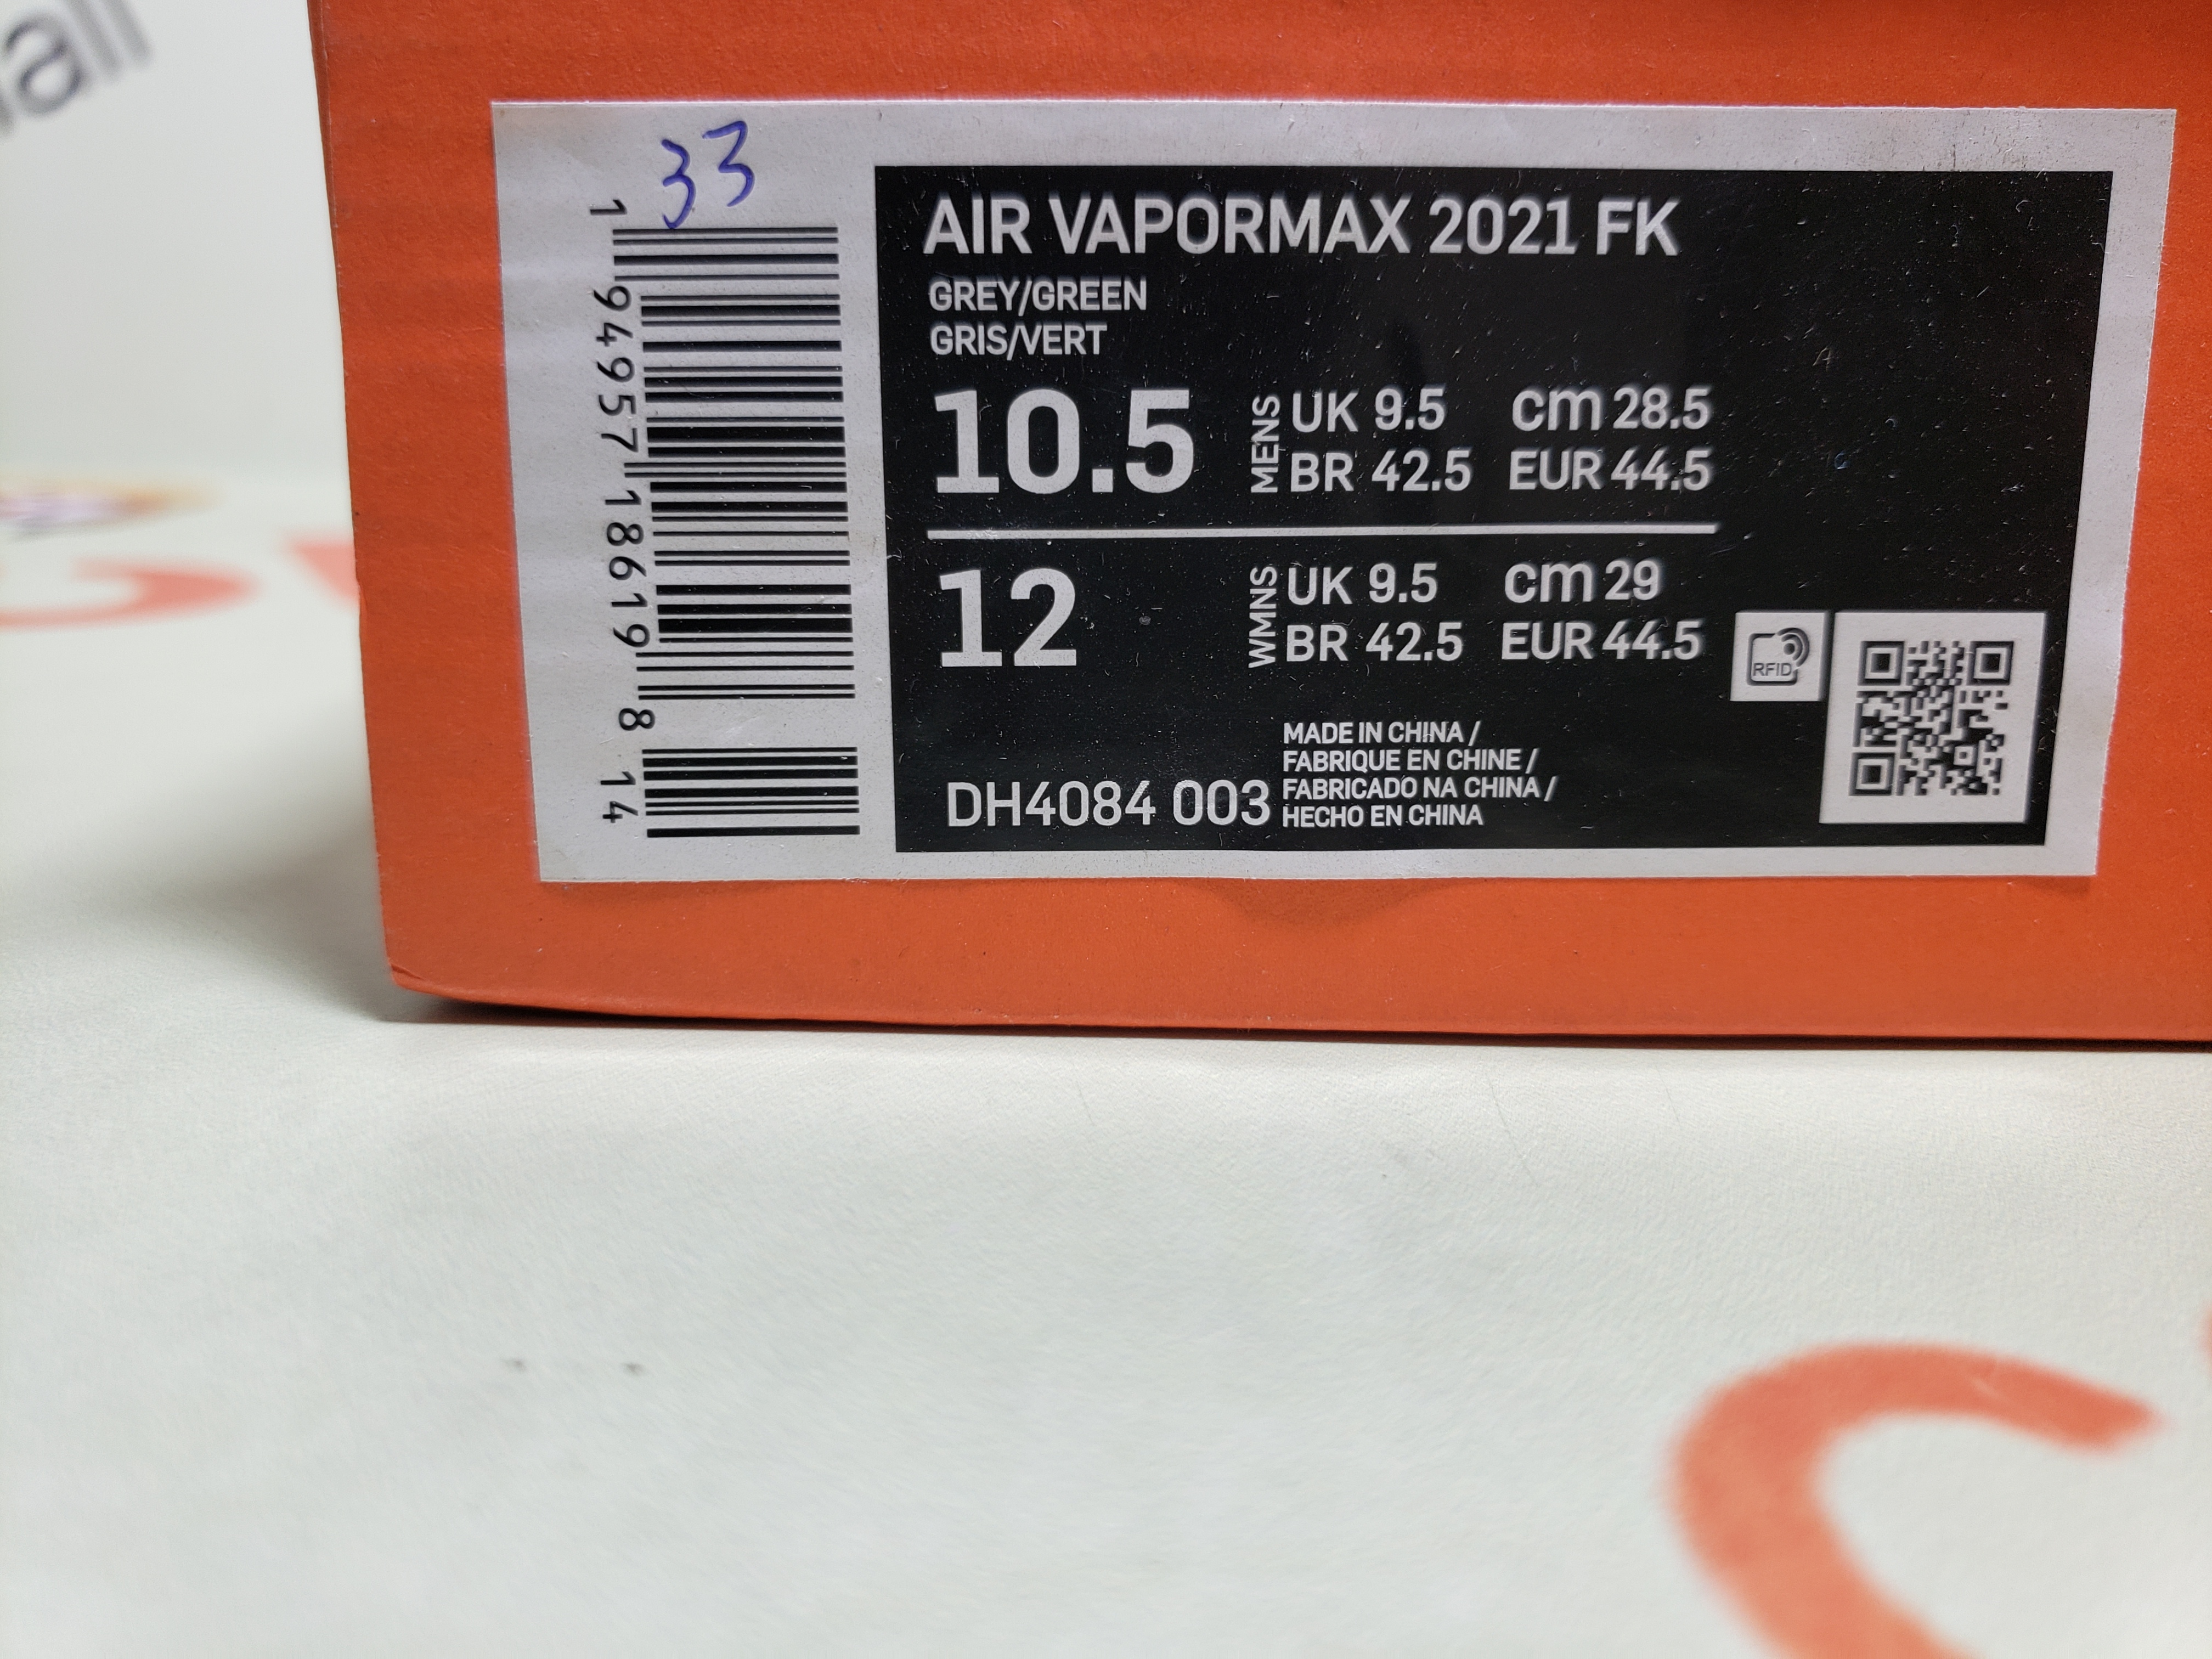 33
1 94957 18619 8 14
AIR VAPORMAX 2021 FK
GREY/GREEN
GRIS/VERT
10.5 MENS UK 9.5 cm 28.5
BR 42.5 EUR 44.5
12 WMNS UK 9.5 cm 29
BR 42.5 EUR 44.5
RFID
MADE IN CHINA /
FABRIQUE EN CHINE /
FABRICADO NA CHINA /
HECHO EN CHINA
DH4084 003